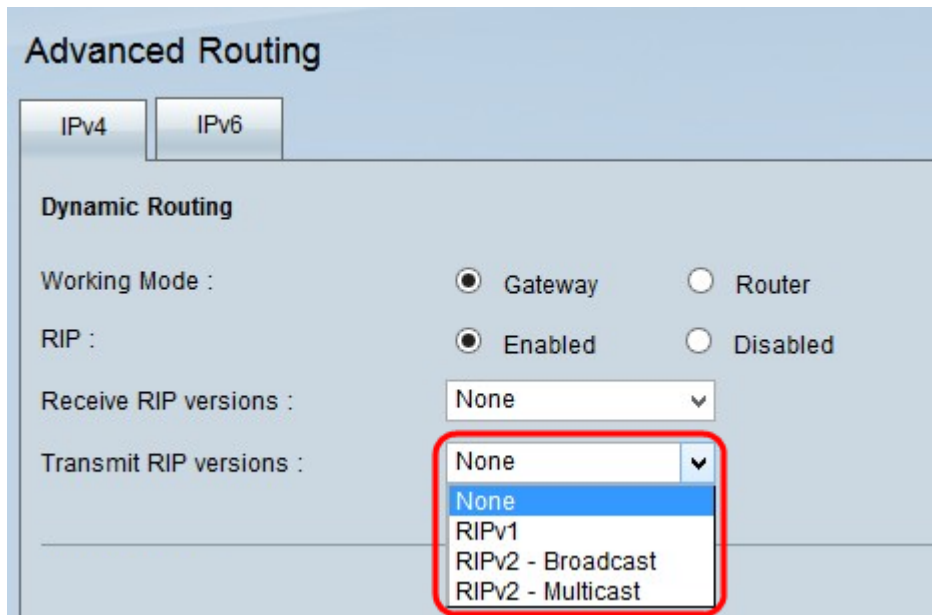 Advanced Routing
IPv4 IPv6
Dynamic Routing
Working Mode : Gateway Router
RIP : Enabled Disabled
Receive RIP versions : None
Transmit RIP versions : None
None
RIPv1
RIPv2 - Broadcast
RIPv2 - Multicast